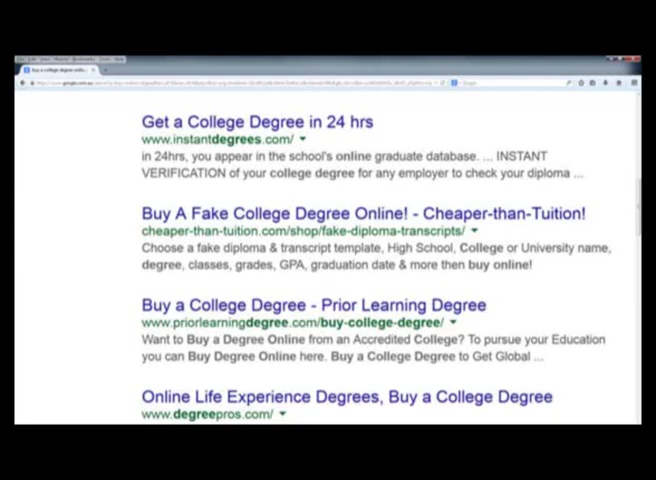 Buy a college degree onlin...
Get a College Degree in 24 hrs
www.instantdegrees.com/
in 24hrs, you appear in the school's online graduate database. ... INSTANT
VERIFICATION of your college degree for any employer to check your diploma ...
Buy A Fake College Degree Online! - Cheaper-than-Tuition!
cheaper-than-tuition.com/shop/fake-diploma-transcripts/
Choose a fake diploma & transcript template, High School, College or University name,
degree, classes, grades, GPA, graduation date & more then buy online!
Buy a College Degree - Prior Learning Degree
www.priorlearningdegree.com/buy-college-degree/
Want to Buy a Degree Online from an Accredited College? To pursue your Education
you can Buy Degree Online here. Buy a College Degree to Get Global ...
Online Life Experience Degrees, Buy a College Degree
www.degreepros.com/